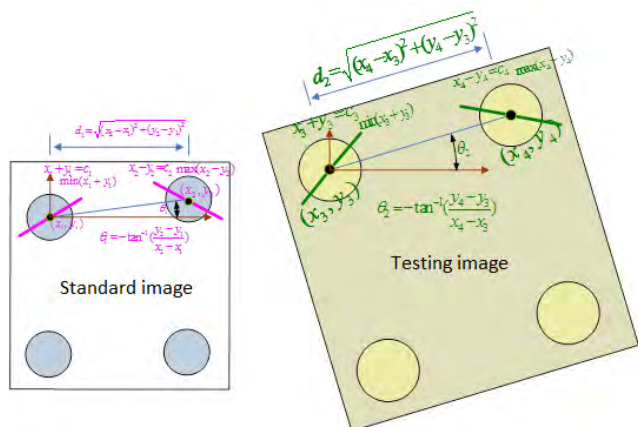 d₁=√((x₂−x₁)²+(y₂−y₁)²)
x₁+y₁=c₁
min(x₁+y₁)
x₂−y₂=c₂ max(x₂−y₂)
(x₁,y₁)
(x₂,y₂)
θ₁
θ₁=−tan⁻¹((y₂−y₁)/(x₂−x₁))
Standard image
d₂=√((x₄−x₃)²+(y₄−y₃)²)
x₃+y₃=c₃
min(x₃+y₃)
x₄−y₄=c₄ max(x₄−y₄)
(x₃,y₃)
(x₄,y₄)
θ₂
θ₂=−tan⁻¹((y₄−y₃)/(x₄−x₃))
Testing image